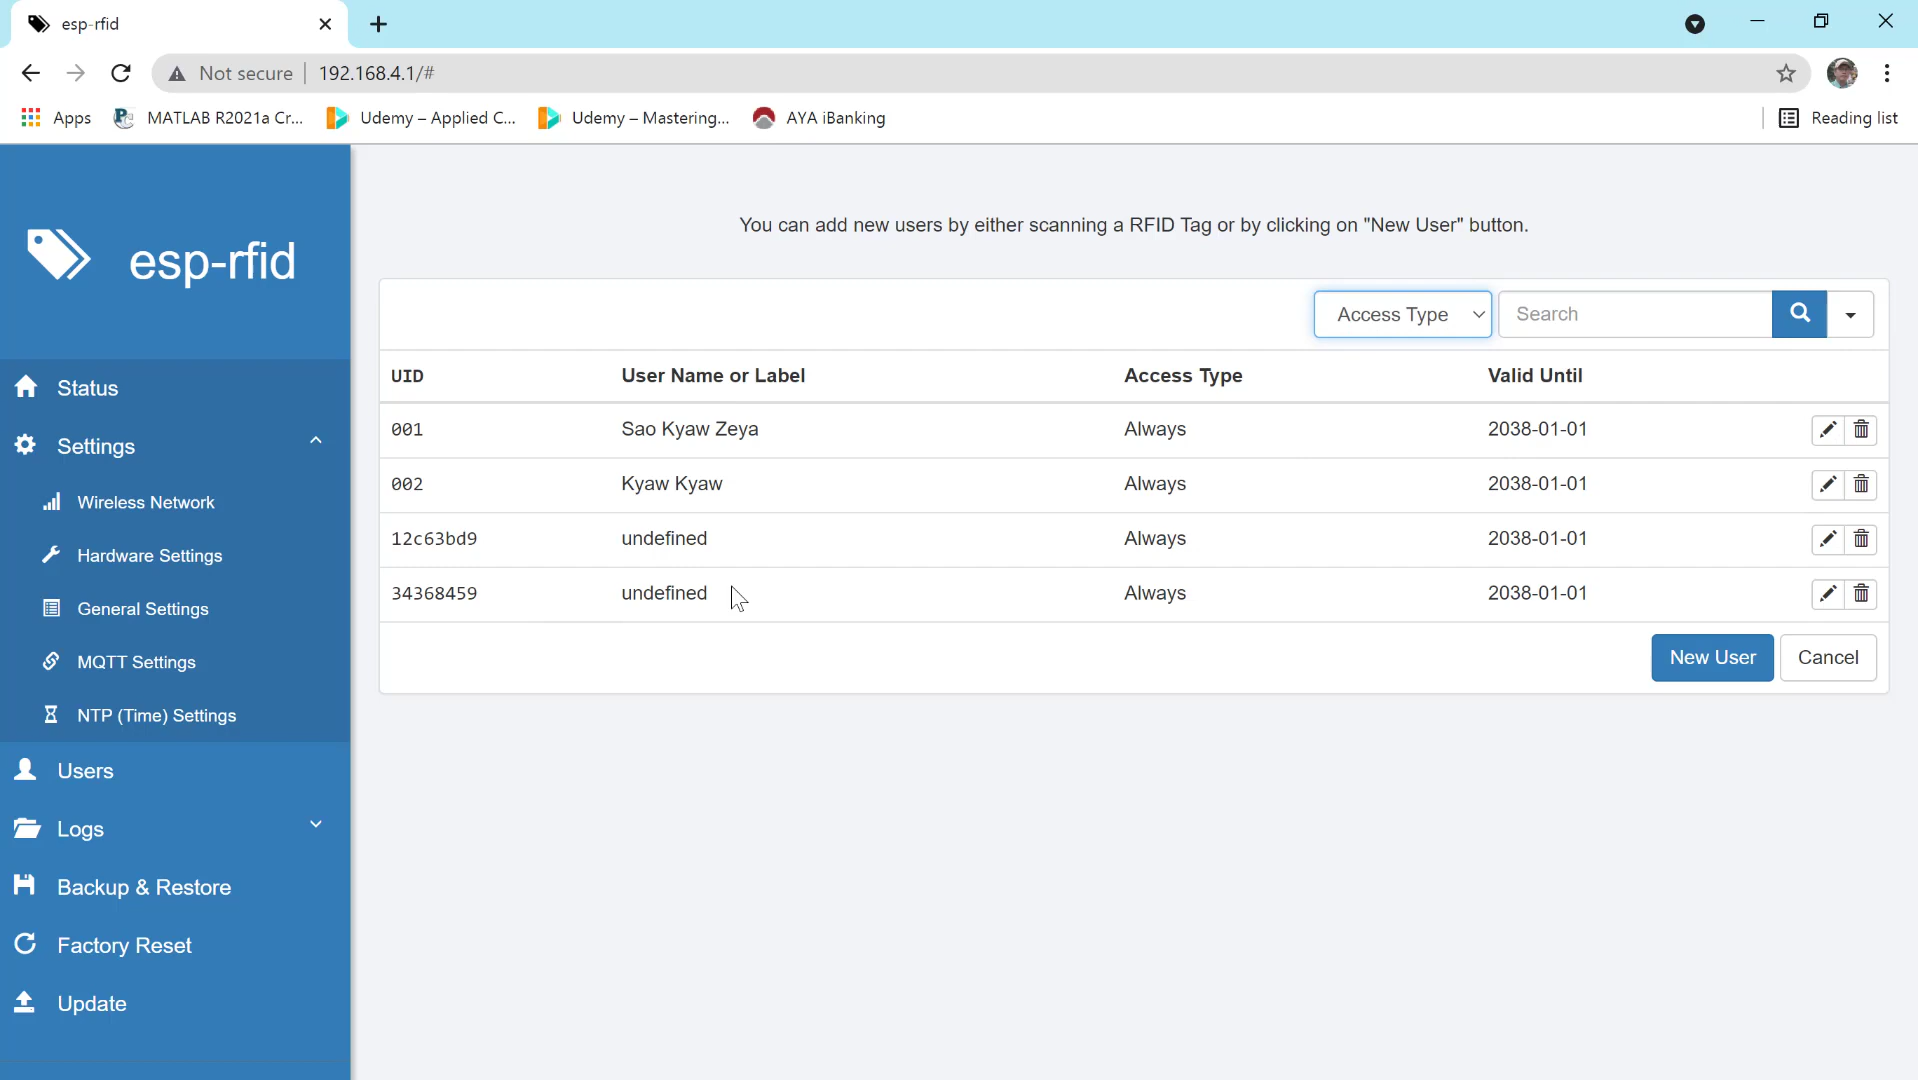 esp-rfid
Not secure 192.168.4.1/#
Apps MATLAB R2021a Cr... Udemy – Applied C... Udemy – Mastering... AYA iBanking Reading list
esp-rfid
Status
Settings
Wireless Network
Hardware Settings
General Settings
MQTT Settings
NTP (Time) Settings
Users
Logs
Backup & Restore
Factory Reset
Update
You can add new users by either scanning a RFID Tag or by clicking on "New User" button.
Access Type Search
UID User Name or Label Access Type Valid Until
001 Sao Kyaw Zeya Always 2038-01-01
002 Kyaw Kyaw Always 2038-01-01
12c63bd9 undefined Always 2038-01-01
34368459 undefined Always 2038-01-01
New User Cancel